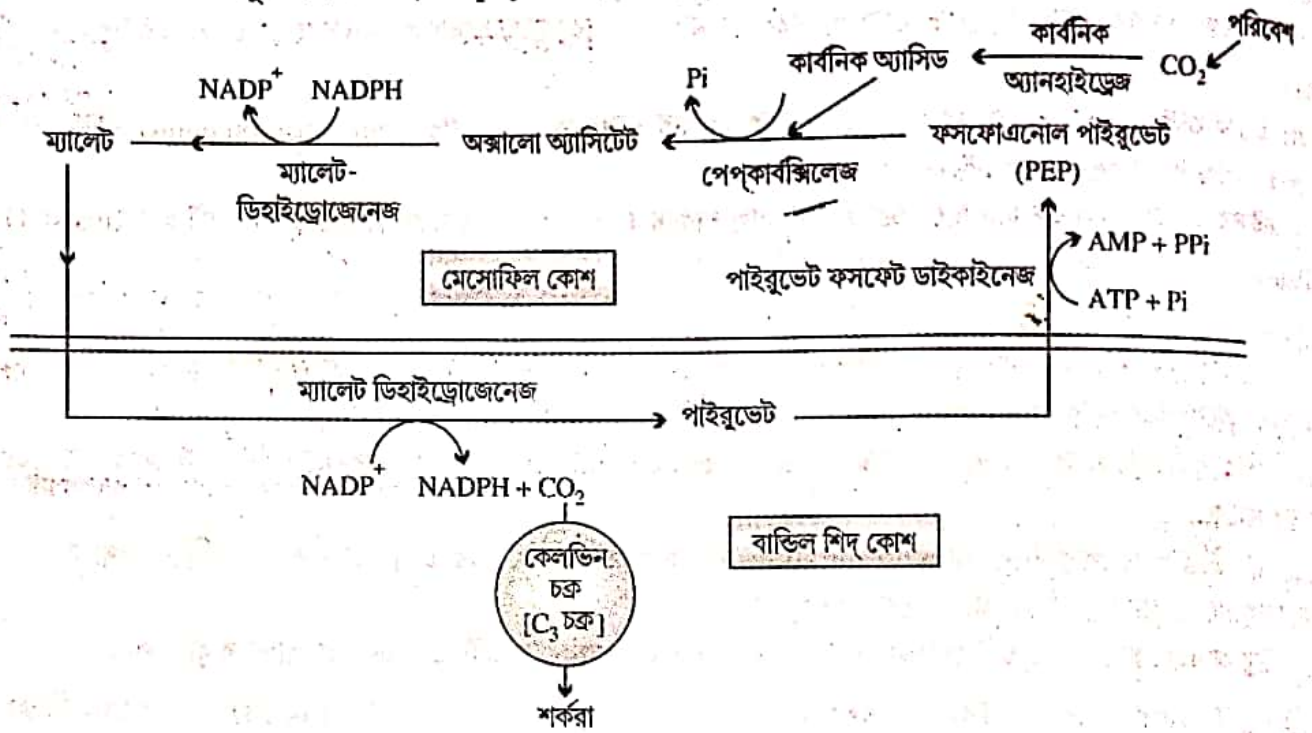 পরিবেশ
কার্বনিক
CO₂
কার্বনিক অ্যাসিড
অ্যানহাইড্রেজ
Pi
NADP⁺ NADPH
ম্যালেট
অক্সালো অ্যাসিটেট
ফসফোএনোল পাইরুভেট
(PEP)
ম্যালেট-
ডিহাইড্রোজেনেজ
পেপ্‌কার্বক্সিলেজ
AMP + PPi
মেসোফিল কোশ
পাইরুভেট ফসফেট ডাইকাইনেজ
ATP + Pi
ম্যালেট ডিহাইড্রোজেনেজ
পাইরুভেট
NADP⁺ NADPH + CO₂
বান্ডিল শিদ্ কোশ
কেলভিন
চক্র
[C₃ চক্র]
শর্করা